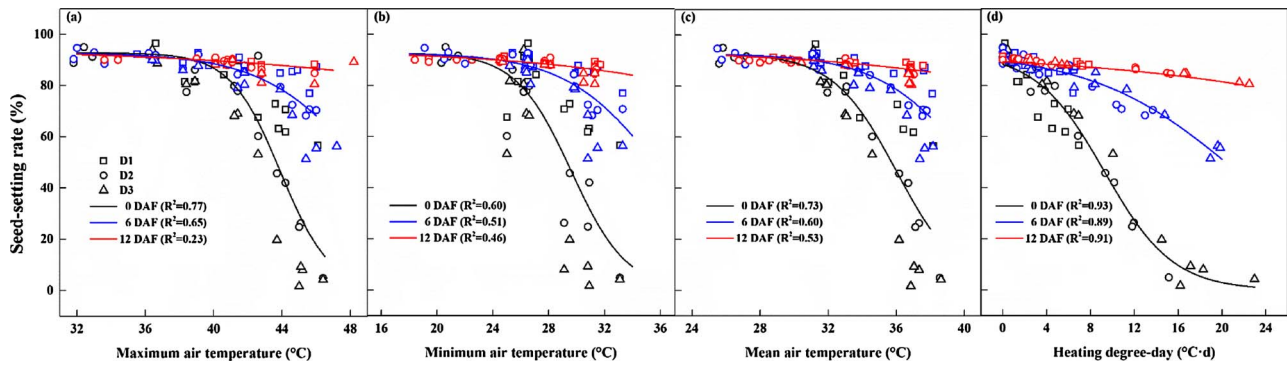 (a)
(b)
(c)
(d)
100
80
60
40
20
0
Seed-setting rate (%)
D1
D2
D3
0 DAF (R²=0.77)
6 DAF (R²=0.65)
12 DAF (R²=0.23)
0 DAF (R²=0.60)
6 DAF (R²=0.51)
12 DAF (R²=0.46)
0 DAF (R²=0.73)
6 DAF (R²=0.60)
12 DAF (R²=0.53)
0 DAF (R²=0.93)
6 DAF (R²=0.89)
12 DAF (R²=0.91)
32 36 40 44 48
16 20 24 28 32 36
24 28 32 36 40
0 4 8 12 16 20 24
Maximum air temperature (°C)
Minimum air temperature (°C)
Mean air temperature (°C)
Heating degree-day (°C·d)